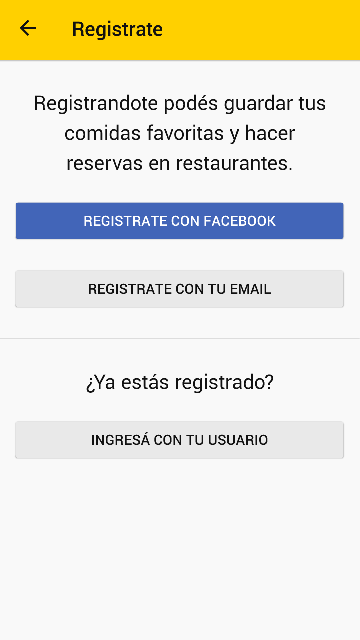 Registrate
Registrandote podés guardar tus
comidas favoritas y hacer
reservas en restaurantes.
REGISTRATE CON FACEBOOK
REGISTRATE CON TU EMAIL
¿Ya estás registrado?
INGRESÁ CON TU USUARIO